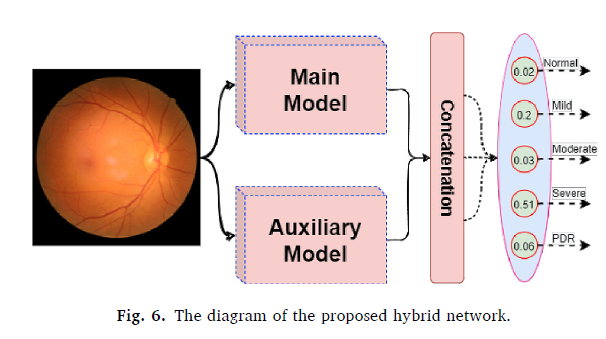 Main
Model
Auxiliary
Model
Concatenation
0.02 Normal
0.2 Mild
0.03 Moderate
0.51 Severe
0.06 PDR
Fig. 6. The diagram of the proposed hybrid network.